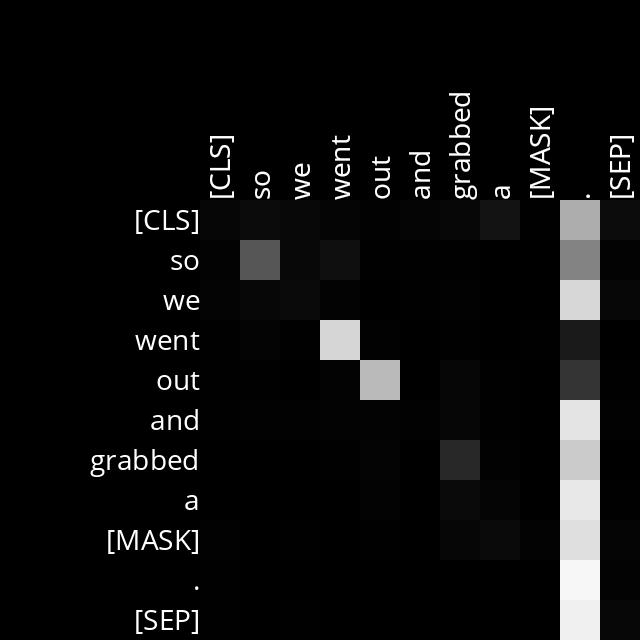 [CLS] so we went out and grabbed a [MASK] . [SEP]
[CLS]
so
we
went
out
and
grabbed
a
[MASK]
.
[SEP]